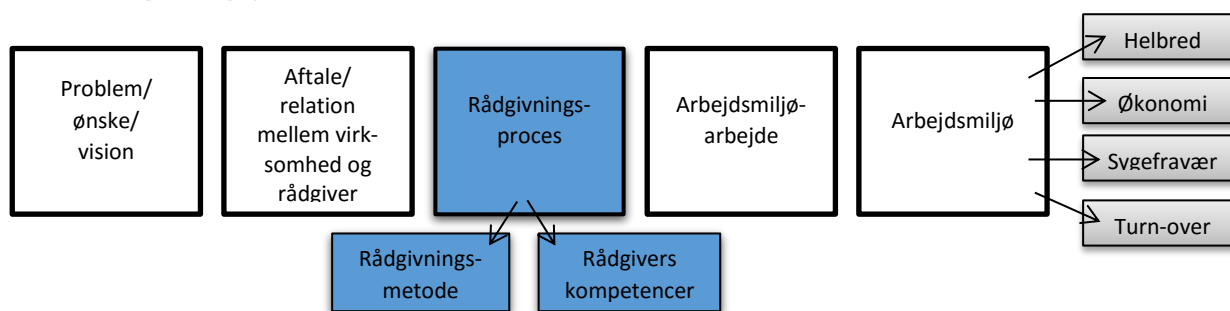 Problem/
ønske/
vision
Aftale/
relation
mellem virk-
somhed og
rådgiver
Rådgivnings-
proces
Arbejdsmiljø-
arbejde
Arbejdsmiljø
Helbred
Økonomi
Sygefravær
Turn-over
Rådgivnings-
metode
Rådgivers
kompetencer